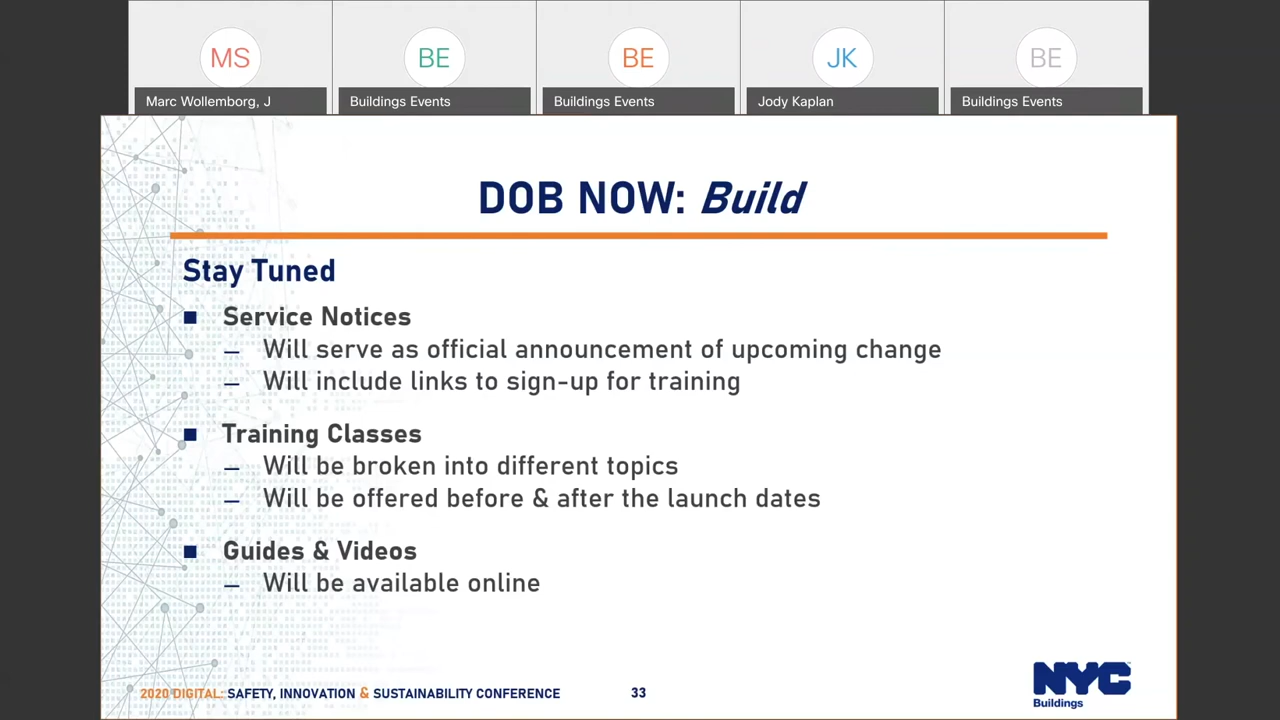 MS
BE
BE
JK
BE
Marc Wollemborg, J
Buildings Events
Buildings Events
Jody Kaplan
Buildings Events
DOB NOW: Build
Stay Tuned
■ Service Notices
– Will serve as official announcement of upcoming change
– Will include links to sign-up for training
■ Training Classes
– Will be broken into different topics
– Will be offered before & after the launch dates
■ Guides & Videos
– Will be available online
2020 DIGITAL: SAFETY, INNOVATION & SUSTAINABILITY CONFERENCE
33
NYC
Buildings